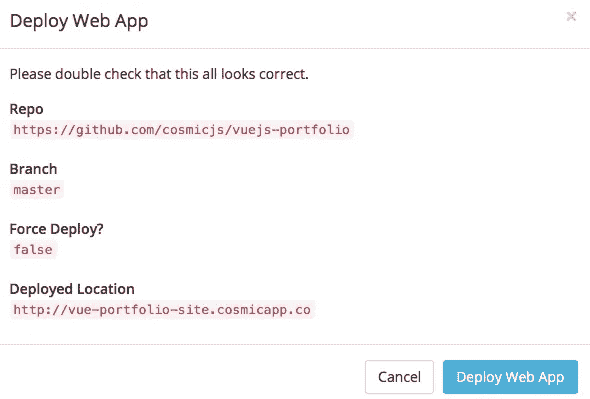 Deploy Web App
×
Please double check that this all looks correct.
Repo
https://github.com/cosmicjs/vuejs-portfolio
Branch
master
Force Deploy?
false
Deployed Location
http://vue-portfolio-site.cosmicapp.co
Cancel Deploy Web App